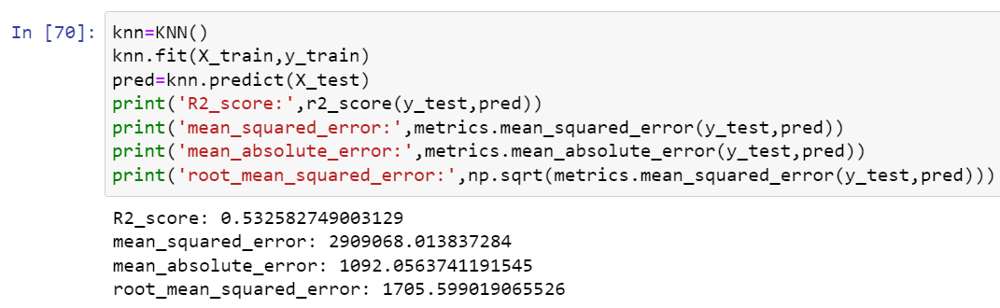 In [70]: knn=KNN()
knn.fit(X_train,y_train)
pred=knn.predict(X_test)
print('R2_score:',r2_score(y_test,pred))
print('mean_squared_error:',metrics.mean_squared_error(y_test,pred))
print('mean_absolute_error:',metrics.mean_absolute_error(y_test,pred))
print('root_mean_squared_error:',np.sqrt(metrics.mean_squared_error(y_test,pred)))
R2_score: 0.532582749003129
mean_squared_error: 2909068.013837284
mean_absolute_error: 1092.0563741191545
root_mean_squared_error: 1705.599019065526